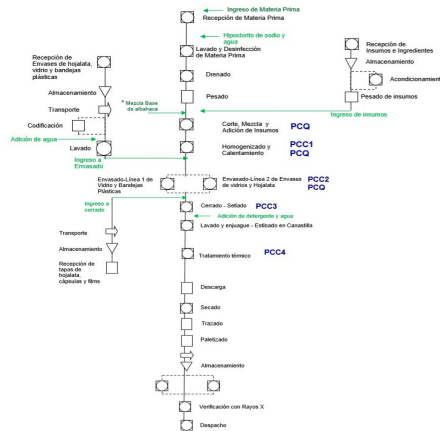 Ingreso de Materia Prima
Recepción de Materia Prima
Hipoclorito de sodio y
agua
Lavado y Desinfección
de Materia Prima
Drenado
Pesado
* Mezcla Base
de albahaca
Recepción de
Envases de hojalata,
vidrio y bandejas
plásticas
Almacenamiento
Transporte
Codificación
Adición de agua
Lavado
Ingreso a
Envasado
Recepción de
Insumos e Ingredientes
Almacenamiento
Acondicionamient
Pesado de insumos
Ingreso de insumos
Corte, Mezcla y
Adición de Insumos
PCQ
Homogenizado y
Calentamiento
PCC1
PCQ
Envasado-Línea 1 de
Vidrio y Bandejas
Plásticas
Envasado-Línea 2 de Envases
de vidrios y Hojalata
PCC2
PCQ
Ingreso a
cerrado
Cerrado - Sellado
PCC3
Adición de detergente y agua
Lavado y enjuague - Estibado en Canastilla
Transporte
Almacenamiento
Recepción de
tapas de
hojalata,
cápsulas y films
Tratamiento térmico
PCC4
Descarga
Secado
Trazado
Paletizado
Almacenamiento
Verificación con Rayos X
Despacho